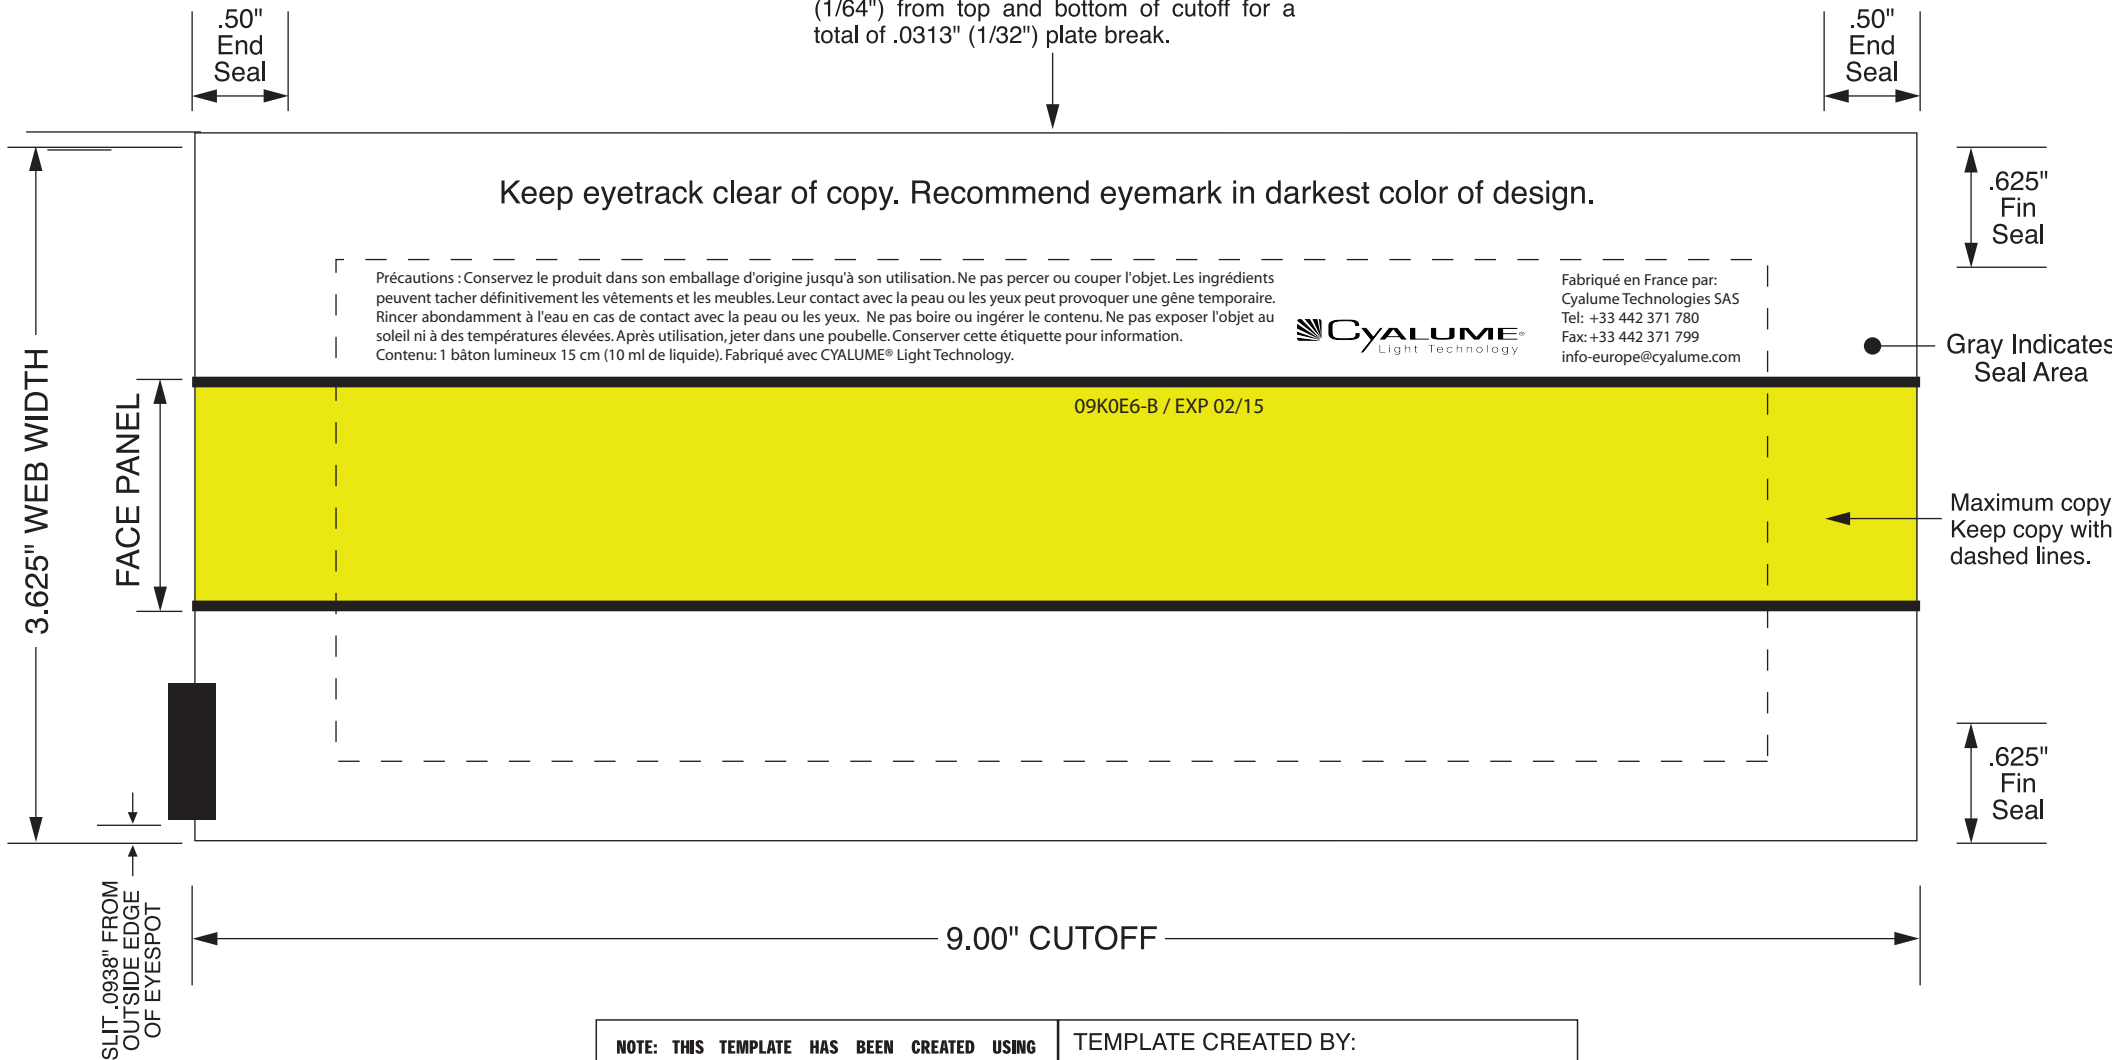 (1/64") from top and bottom of cutoff for a
total of .0313" (1/32") plate break.
.50"
End
Seal
.50"
End
Seal
Keep eyetrack clear of copy. Recommend eyemark in darkest color of design.
.625"
Fin
Seal
Précautions : Conservez le produit dans son emballage d'origine jusqu'à son utilisation. Ne pas percer ou couper l'objet. Les ingrédients
peuvent tacher définitivement les vêtements et les meubles. Leur contact avec la peau ou les yeux peut provoquer une gêne temporaire.
Rincer abondamment à l'eau en cas de contact avec la peau ou les yeux. Ne pas boire ou ingérer le contenu. Ne pas exposer l'objet au
soleil ni à des températures élevées. Après utilisation, jeter dans une poubelle. Conserver cette étiquette pour information.
Contenu: 1 bâton lumineux 15 cm (10 ml de liquide). Fabriqué avec CYALUME® Light Technology.
CYALUME®
Light Technology
Fabriqué en France par:
Cyalume Technologies SAS
Tel: +33 442 371 780
Fax: +33 442 371 799
info-europe@cyalume.com
Gray Indicates
Seal Area
3.625" WEB WIDTH
FACE PANEL
09K0E6-B / EXP 02/15
Maximum copy
Keep copy with
dashed lines.
.625"
Fin
Seal
SLIT .0938" FROM
OUTSIDE EDGE
OF EYESPOT
9.00" CUTOFF
NOTE: THIS TEMPLATE HAS BEEN CREATED USING
TEMPLATE CREATED BY: